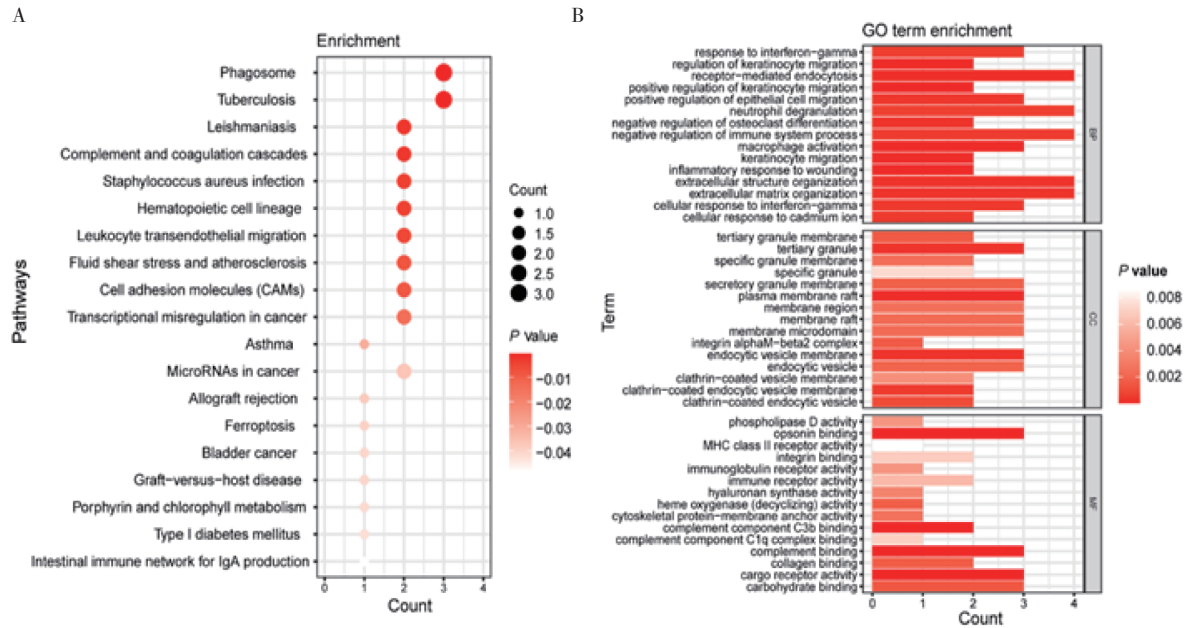 A
Enrichment
Pathways
Phagosome
Tuberculosis
Leishmaniasis
Complement and coagulation cascades
Staphylococcus aureus infection
Hematopoietic cell lineage
Leukocyte transendothelial migration
Fluid shear stress and atherosclerosis
Cell adhesion molecules (CAMs)
Transcriptional misregulation in cancer
Asthma
MicroRNAs in cancer
Allograft rejection
Ferroptosis
Bladder cancer
Graft-versus-host disease
Porphyrin and chlorophyll metabolism
Type I diabetes mellitus
Intestinal immune network for IgA production
0 1 2 3 4
Count
Count
1.0
1.5
2.0
2.5
3.0
P value
−0.01
−0.02
−0.03
−0.04
B
GO term enrichment
Term
response to interferon-gamma
regulation of keratinocyte migration
receptor-mediated endocytosis
positive regulation of keratinocyte migration
positive regulation of epithelial cell migration
neutrophil degranulation
negative regulation of osteoclast differentiation
negative regulation of immune system process
macrophage activation
keratinocyte migration
inflammatory response to wounding
extracellular structure organization
extracellular matrix organization
cellular response to interferon-gamma
cellular response to cadmium ion
BP
tertiary granule membrane
tertiary granule
specific granule membrane
specific granule
secretory granule membrane
plasma membrane raft
membrane region
membrane raft
membrane microdomain
integrin alphaM-beta2 complex
endocytic vesicle membrane
endocytic vesicle
clathrin-coated vesicle membrane
clathrin-coated endocytic vesicle membrane
clathrin-coated endocytic vesicle
CC
phospholipase D activity
opsonin binding
MHC class II receptor activity
integrin binding
immunoglobulin receptor activity
immune receptor activity
hyaluronan synthase activity
heme oxygenase (decyclizing) activity
cytoskeletal protein-membrane anchor activity
complement component C3b binding
complement component C1q complex binding
complement binding
collagen binding
cargo receptor activity
carbohydrate binding
MF
0 1 2 3 4
Count
P value
0.008
0.006
0.004
0.002